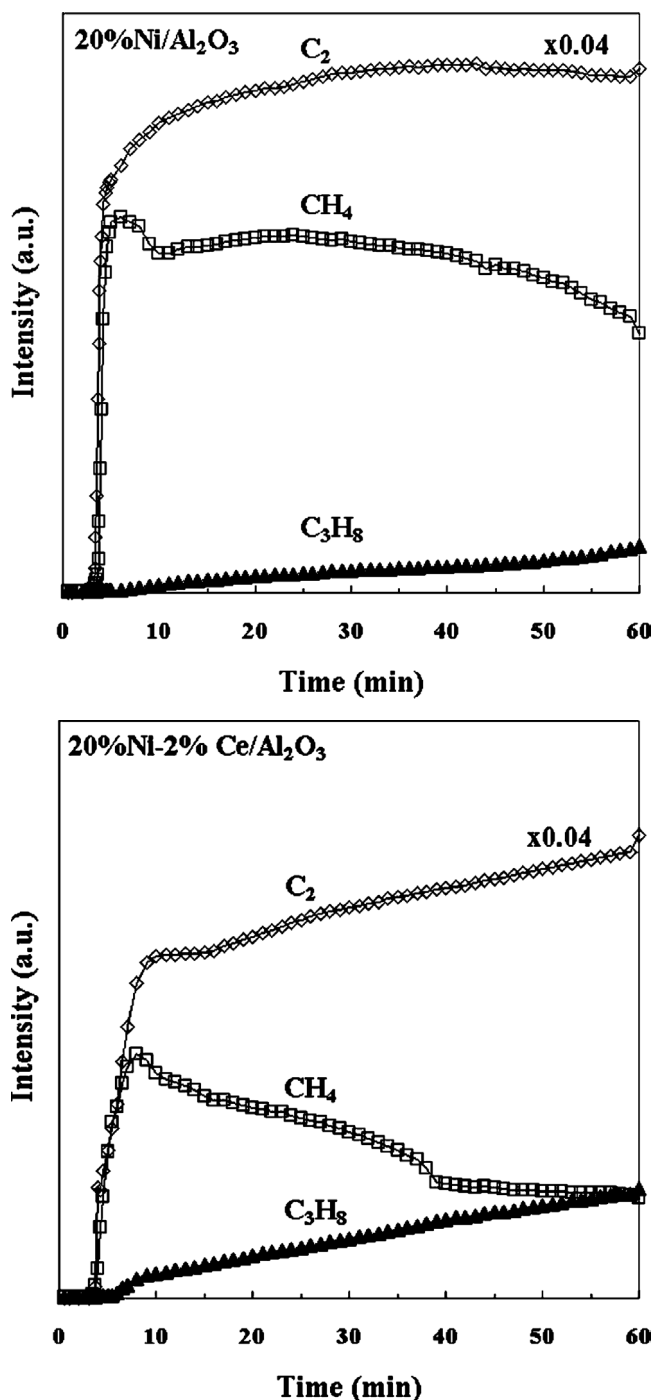 20%Ni/Al₂O₃
C₂
x0.04
CH₄
C₃H₈
Intensity (a.u.)
0 10 20 30 40 50 60
Time (min)
20%Ni-2% Ce/Al₂O₃
x0.04
C₂
CH₄
C₃H₈
Intensity (a.u.)
0 10 20 30 40 50 60
Time (min)